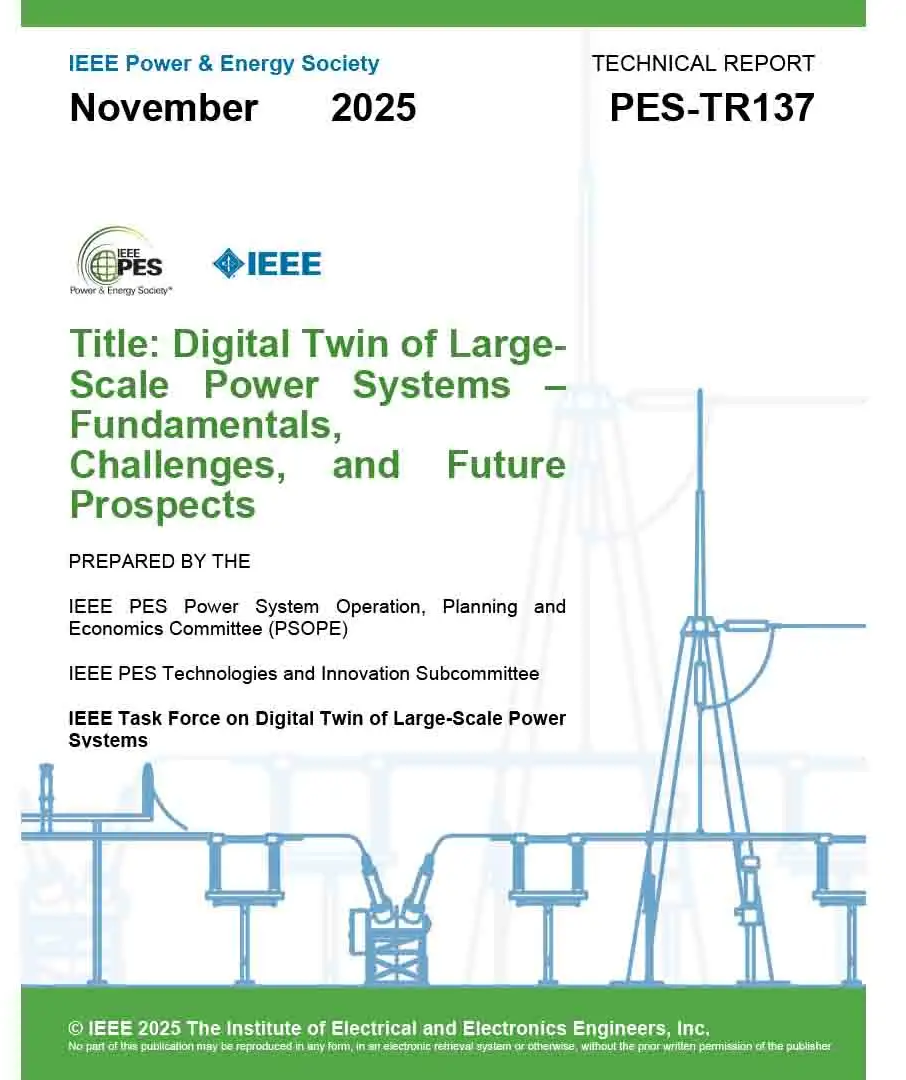 IEEE Power & Energy Society
TECHNICAL REPORT
November 2025
PES-TR137
IEEE
PES
Power & Energy Society®
IEEE
Title: Digital Twin of Large-
Scale Power Systems –
Fundamentals,
Challenges, and Future
Prospects
PREPARED BY THE
IEEE PES Power System Operation, Planning and
Economics Committee (PSOPE)
IEEE PES Technologies and Innovation Subcommittee
IEEE Task Force on Digital Twin of Large-Scale Power
Systems
© IEEE 2025 The Institute of Electrical and Electronics Engineers, Inc.
No part of this publication may be reproduced in any form, in an electronic retrieval system or otherwise, without the prior written permission of the publisher